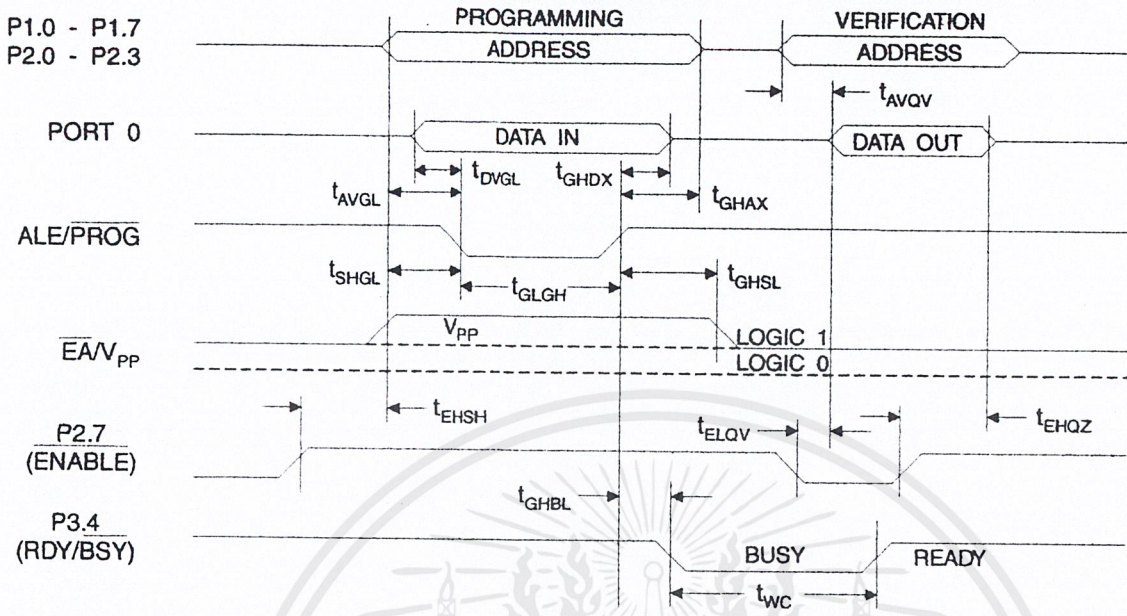 PROGRAMMING
VERIFICATION
P1.0 - P1.7
P2.0 - P2.3
ADDRESS
ADDRESS
tAVQV
PORT 0
DATA IN
DATA OUT
tDVGL
tGHDX
tAVGL
tGHAX
ALE/PROG
tSHGL
tGLGH
tGHSL
VPP
LOGIC 1
EA/VPP
LOGIC 0
tEHSH
tELQV
tEHQZ
P2.7
(ENABLE)
tGHBL
P3.4
(RDY/BSY)
BUSY
READY
tWC